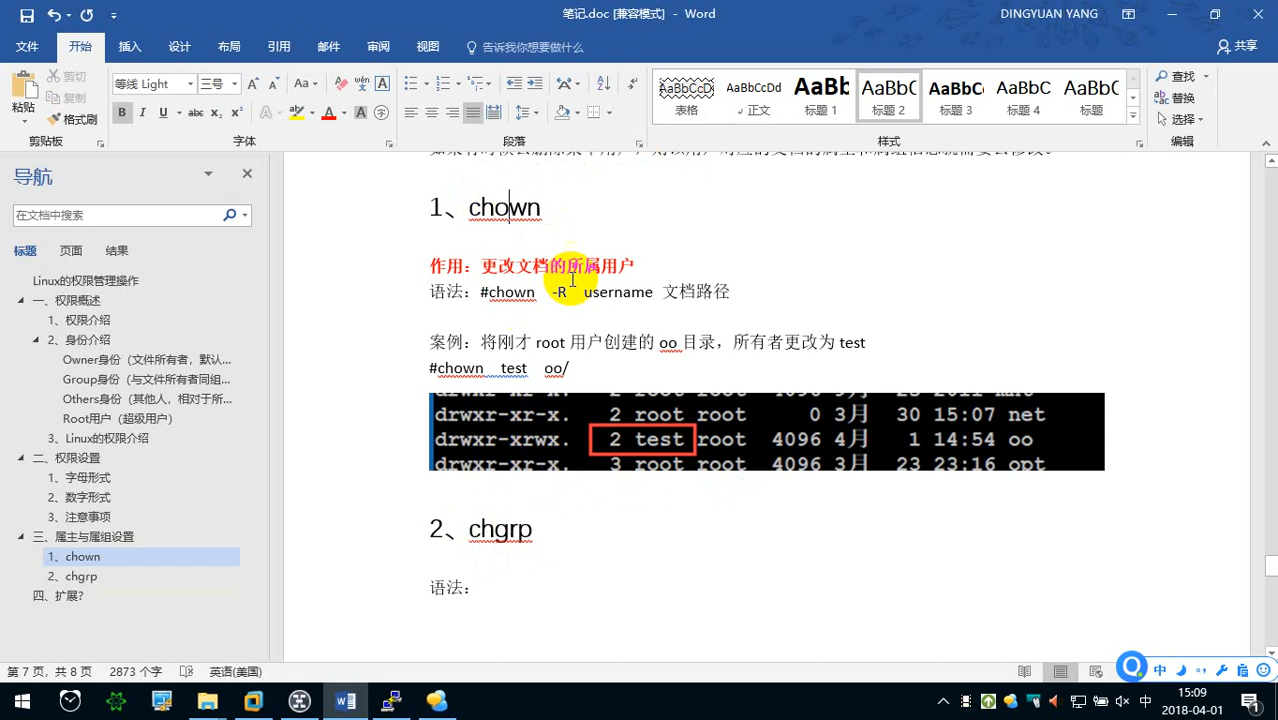 笔记.doc [兼容模式] - Word
DINGYUAN YANG
文件 开始 插入 设计 布局 引用 邮件 审阅 视图 告诉我你想要做什么 共享
粘贴 剪切 复制 格式刷
等线 Light 三号
AaBbCcDd 表格
AaBbCcDd 正文
AaBb 标题 1
AaBbC 标题 2
AaBbC 标题 3
AaBbC 标题 4
AaBbC 标题
查找 替换 选择
剪贴板 字体 段落 样式 编辑
导航
在文档中搜索
标题 页面 结果
Linux的权限管理操作
一、权限概述
1、权限介绍
2、身份介绍
Owner身份（文件所有者，默认...
Group身份（与文件所有者同组...
Others身份（其他人，相对于所...
Root用户（超级用户）
3、Linux的权限介绍
二、权限设置
1、字母形式
2、数字形式
3、注意事项
三、属主与属组设置
1、chown
2、chgrp
四、扩展？
1、chown
作用：更改文档的所属用户
语法：#chown -R username 文档路径
案例：将刚才 root 用户创建的 oo 目录，所有者更改为 test
#chown test oo/
drwxr-xr-x. 2 root root 0 3月 30 15:07 net
drwxr-xrwx. 2 test root 4096 4月 1 14:54 oo
drwxr-xr-x. 3 root root 4096 3月 23 23:16 opt
2、chgrp
语法：
第 7 页，共 8 页 2873 个字 英语(美国)
中
中 15:09
2018-04-01